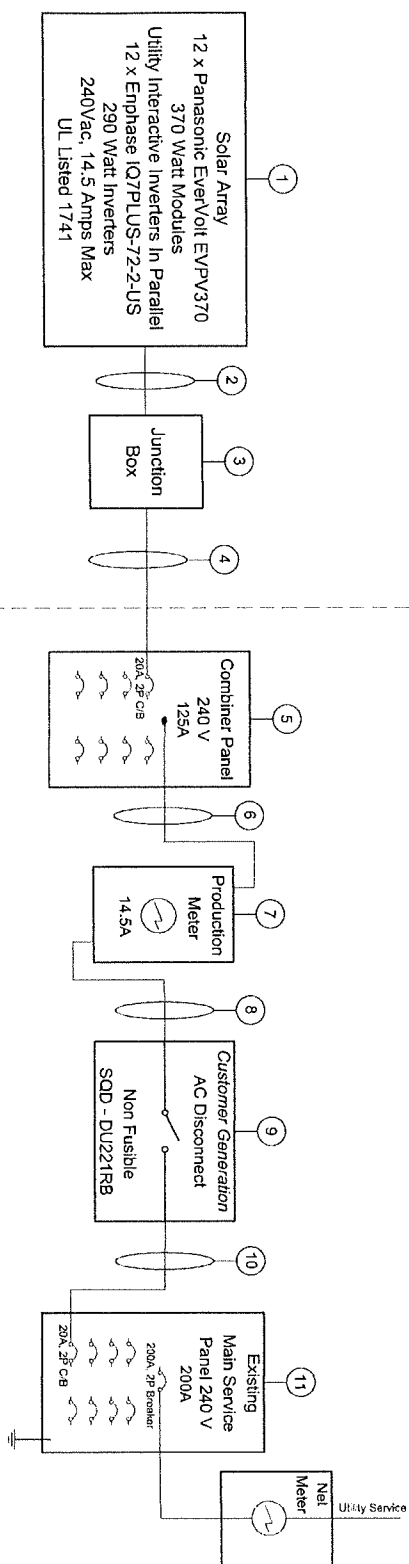 1
Solar Array
12 x Panasonic EverVolt EVPV370
370 Watt Modules
Utility Interactive Inverters In Parallel
12 x Enphase IQ7PLUS-72-2-US
290 Watt Inverters
240Vac, 14.5 Amps Max
UL Listed 1741
2
3
Junction
Box
4
5
Combiner Panel
240 V
125A
20A, 2P C/B
6
7
Production
Meter
14.5A
8
9
Customer Generation
AC Disconnect
Non Fusible
SQD - DU221RB
10
11
Existing
Main Service
Panel 240 V
200A
200A, 2P Breaker
20A, 2P C/B
Net
Meter
Utility Service